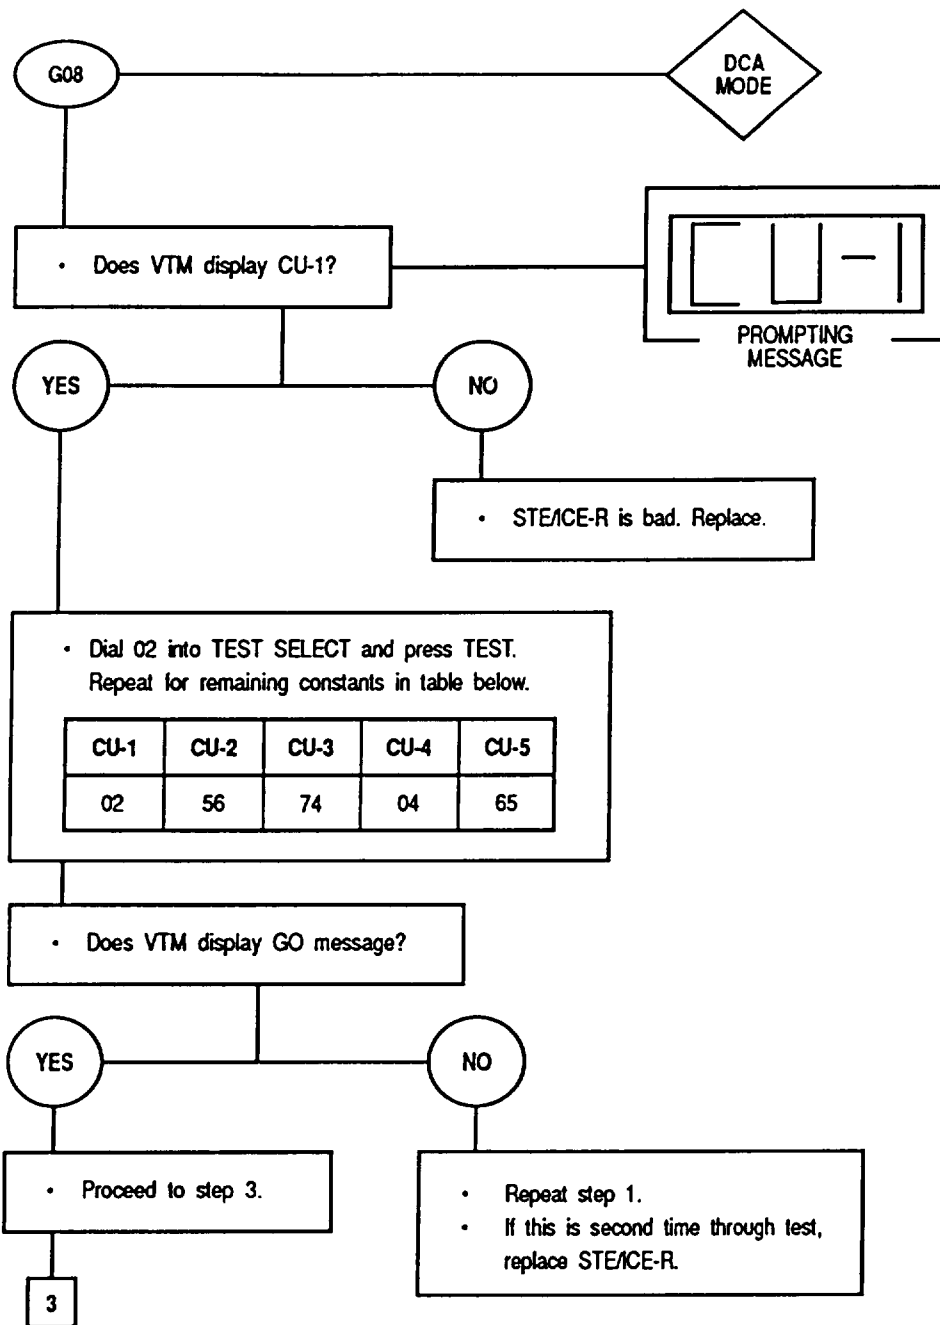 G08
DCA
MODE
• Does VTM display CU-1?
CU-1
PROMPTING
MESSAGE
YES
NO
• STE/ICE-R is bad. Replace.
• Dial 02 into TEST SELECT and press TEST.
Repeat for remaining constants in table below.
CU-1 CU-2 CU-3 CU-4 CU-5
02 56 74 04 65
• Does VTM display GO message?
YES
NO
• Proceed to step 3.
• Repeat step 1.
• If this is second time through test,
replace STE/ICE-R.
3